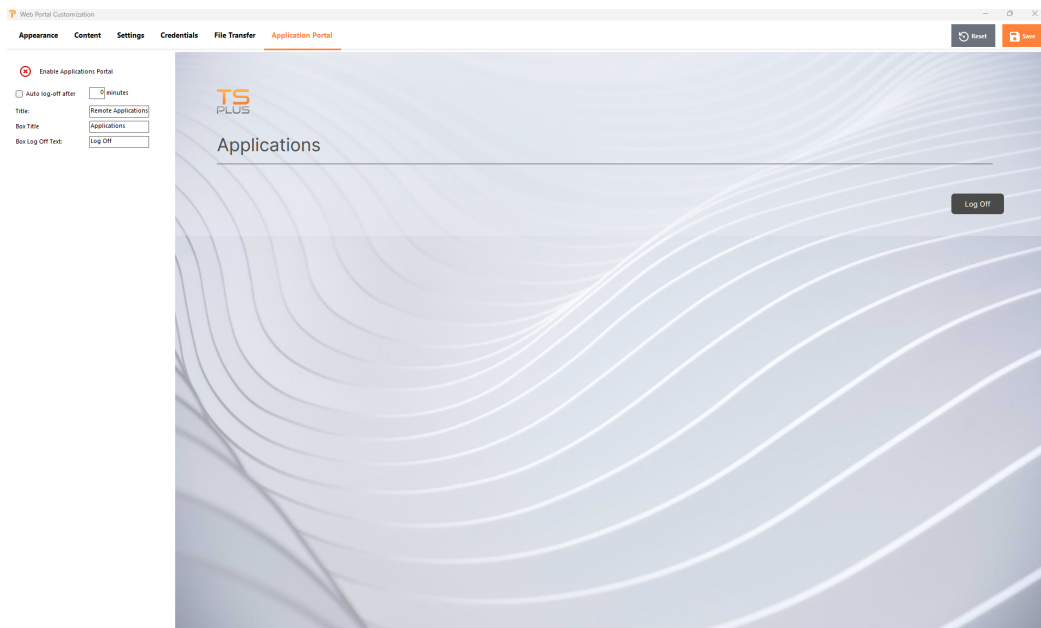 Web Portal Customization
Appearance Content Settings Credentials File Transfer Application Portal Reset Save
Enable Applications Portal
Auto log-off after 0 minutes
Title: Remote Applications
Box Title Applications
Box Log Off Text: Log Off
TS
PLUS
Applications
Log Off